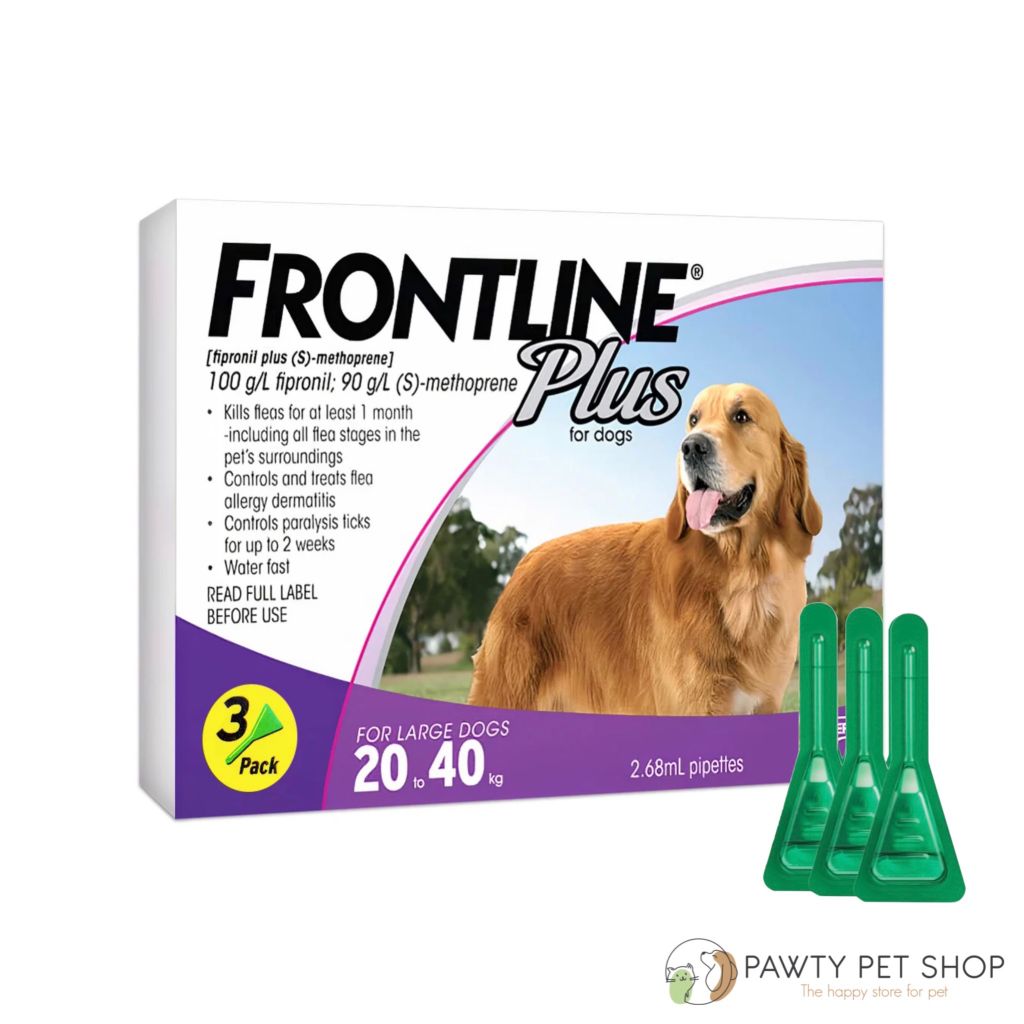 FRONTLINE®
Plus
for dogs
[fipronil plus (S)-methoprene]
100 g/L fipronil; 90 g/L (S)-methoprene
• Kills fleas for at least 1 month
-including all flea stages in the
pet's surroundings
• Controls and treats flea
allergy dermatitis
• Controls paralysis ticks
for up to 2 weeks
• Water fast
READ FULL LABEL
BEFORE USE
3
Pack
FOR LARGE DOGS
20 to 40 kg
2.68mL pipettes
PAWTY PET SHOP
The happy store for pet